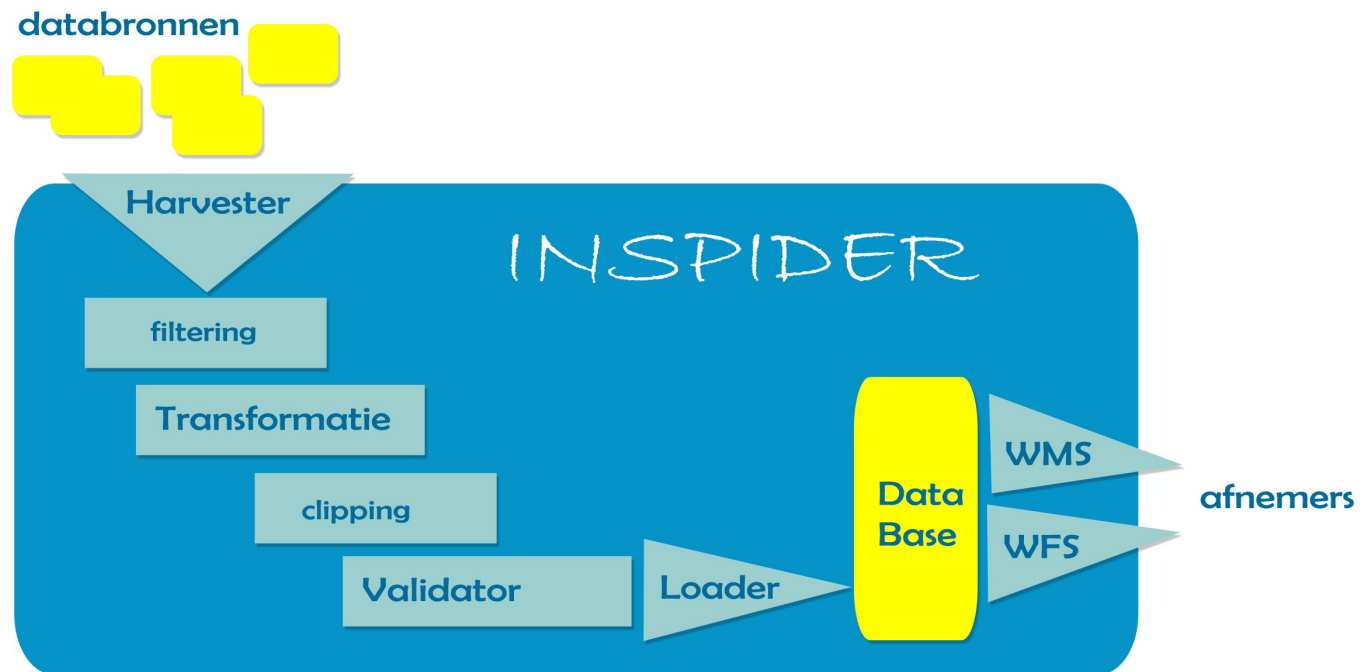 databronnen
Harvester
INSPIDER
filtering
Transformatie
clipping
Validator
Loader
Data
Base
WMS
WFS
afnemers